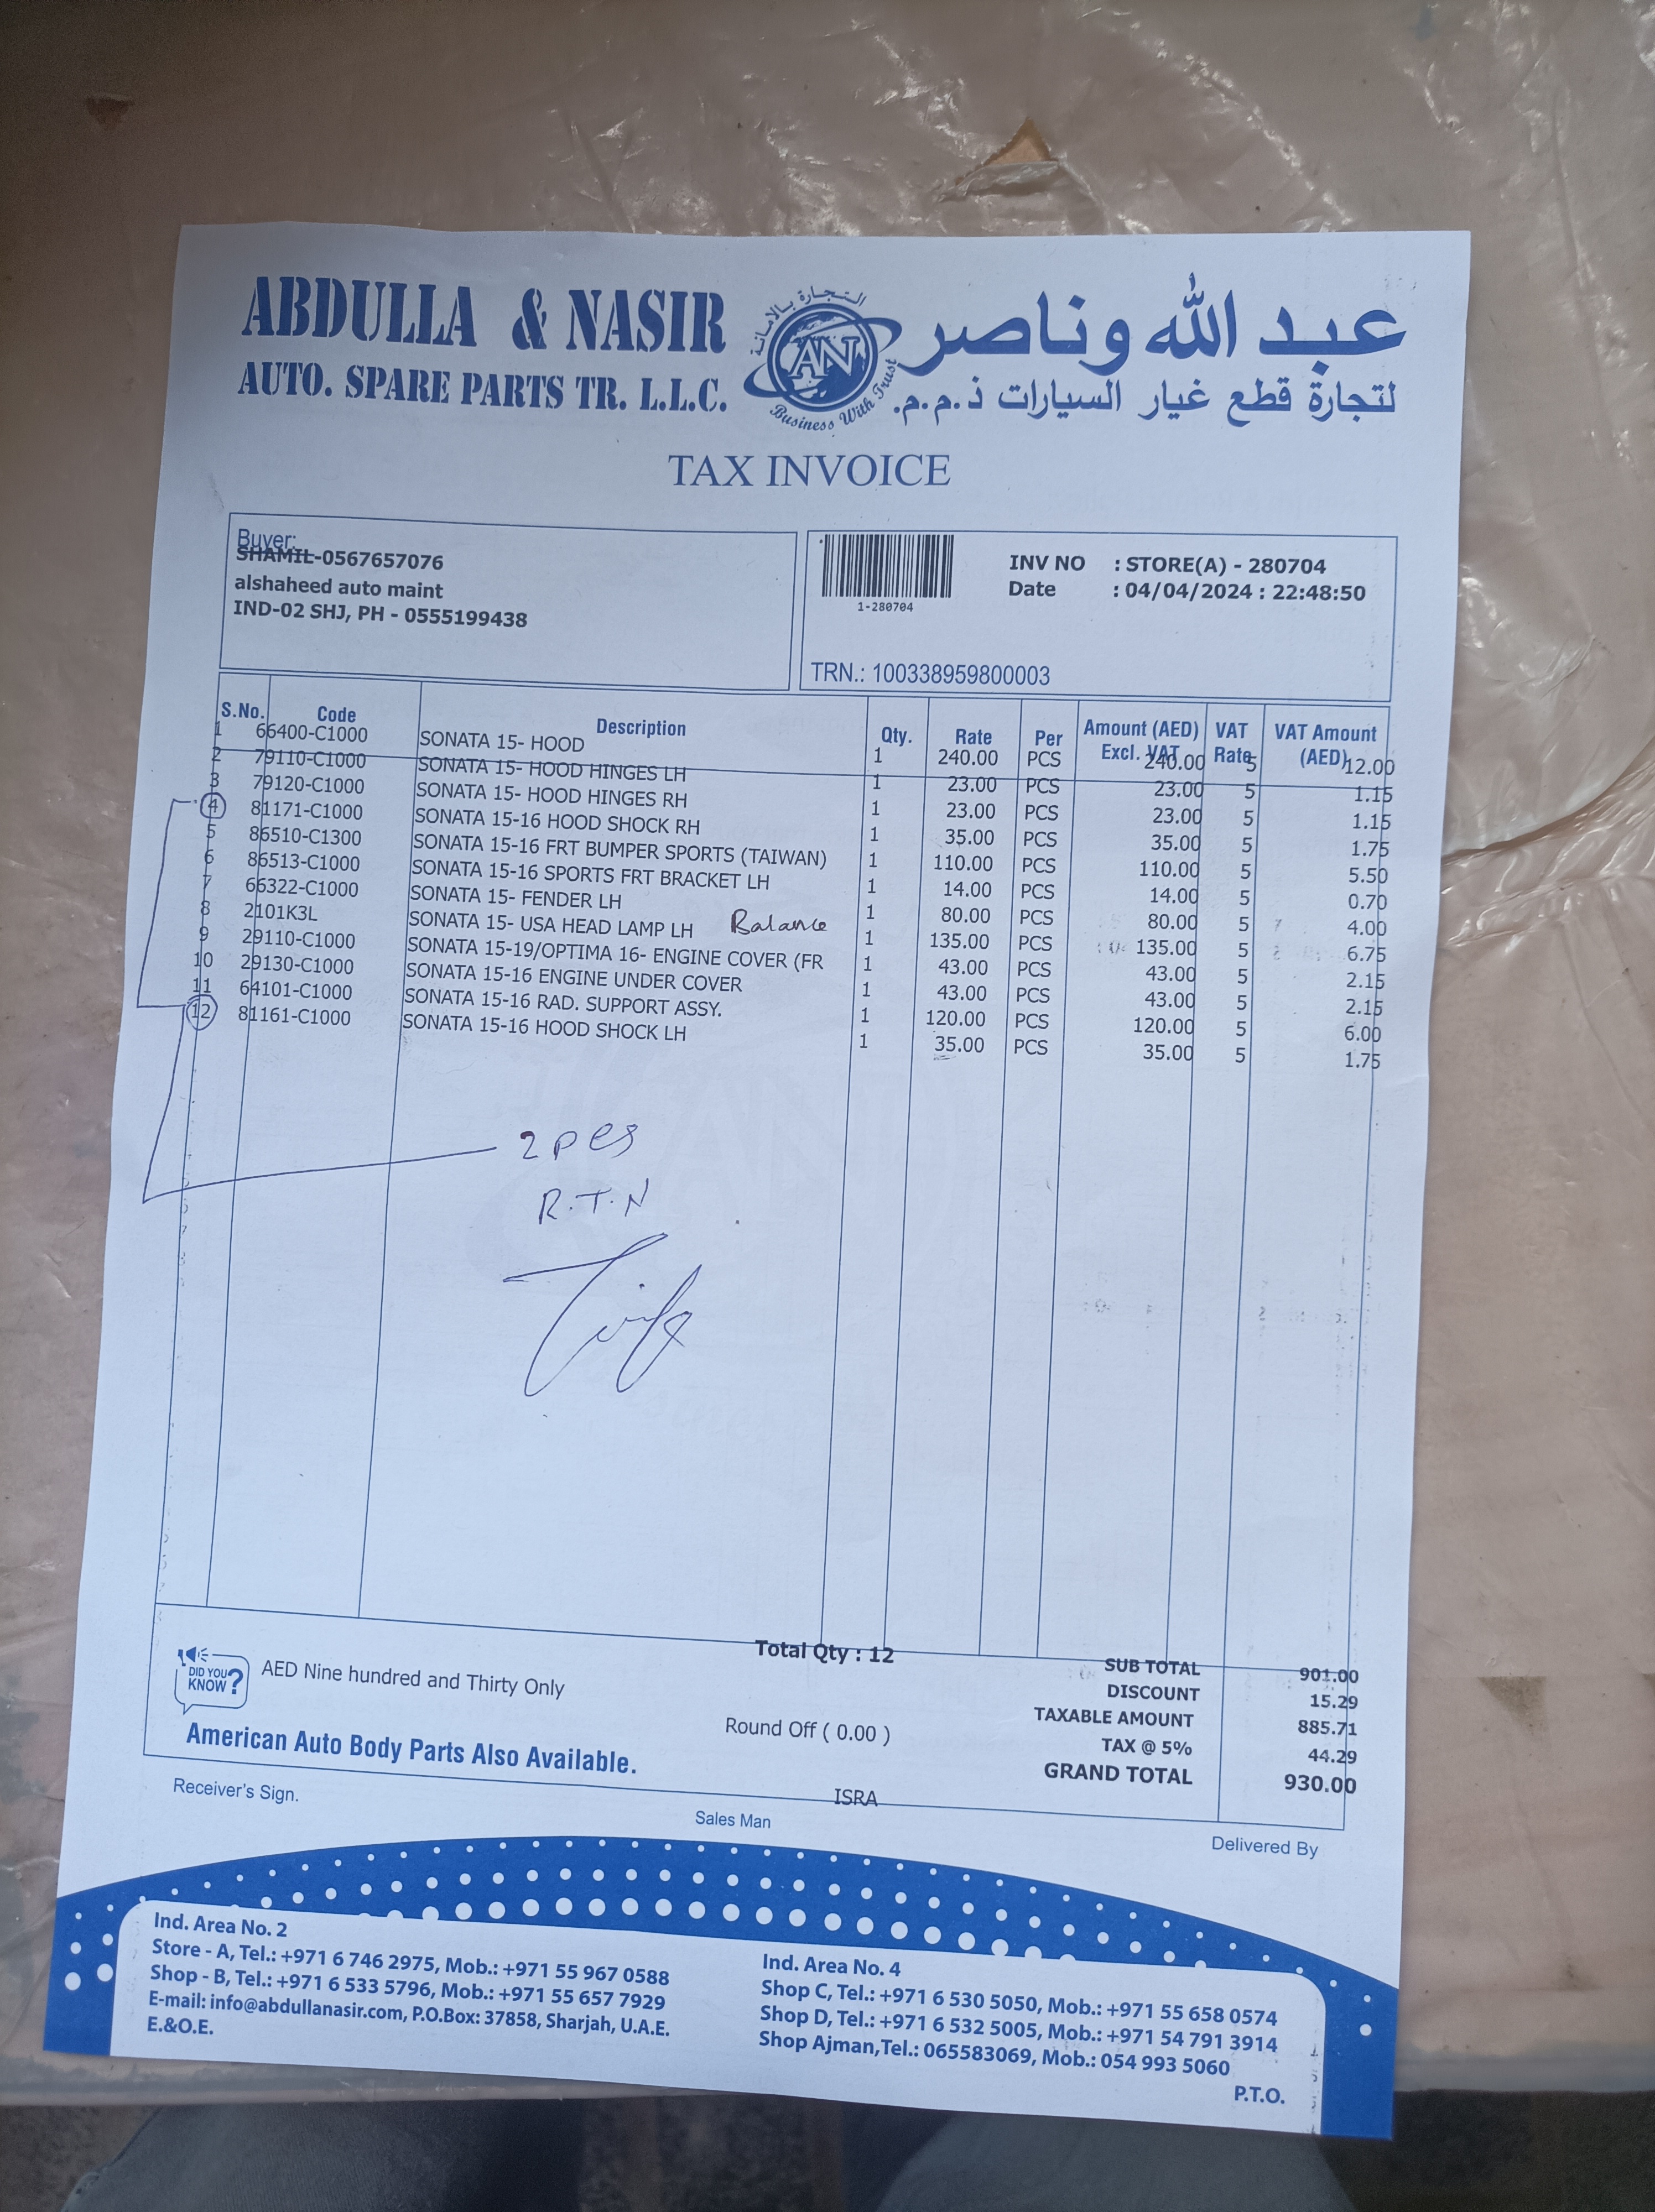 ABDULLA & NASIR
AUTO. SPARE PARTS TR. L.L.C.
التجارة بالأمانة
AN
Business With Trust
عبد الله وناصر
لتجارة قطع غيار السيارات ذ.م.م.
TAX INVOICE
Buyer:
SHAMIL-0567657076
alshaheed auto maint
IND-02 SHJ, PH - 0555199438
1-280704
INV NO : STORE(A) - 280704
Date : 04/04/2024 : 22:48:50
TRN.: 100338959800003
S.No. Code Description Qty. Rate Per Amount (AED) Excl. VAT VAT Rate VAT Amount (AED)
1 66400-C1000 SONATA 15- HOOD 1 240.00 PCS 240.00 5 12.00
2 79110-C1000 SONATA 15- HOOD HINGES LH 1 23.00 PCS 23.00 5 1.15
3 79120-C1000 SONATA 15- HOOD HINGES RH 1 23.00 PCS 23.00 5 1.15
4 81171-C1000 SONATA 15-16 HOOD SHOCK RH 1 35.00 PCS 35.00 5 1.75
5 86510-C1300 SONATA 15-16 FRT BUMPER SPORTS (TAIWAN) 1 110.00 PCS 110.00 5 5.50
6 86513-C1000 SONATA 15-16 SPORTS FRT BRACKET LH 1 14.00 PCS 14.00 5 0.70
7 66322-C1000 SONATA 15- FENDER LH 1 80.00 PCS 80.00 5 4.00
8 2101K3L SONATA 15- USA HEAD LAMP LH Balance 1 135.00 PCS 135.00 5 6.75
9 29110-C1000 SONATA 15-19/OPTIMA 16- ENGINE COVER (FR 1 43.00 PCS 43.00 5 2.15
10 29130-C1000 SONATA 15-16 ENGINE UNDER COVER 1 43.00 PCS 43.00 5 2.15
11 64101-C1000 SONATA 15-16 RAD. SUPPORT ASSY. 1 120.00 PCS 120.00 5 6.00
12 81161-C1000 SONATA 15-16 HOOD SHOCK LH 1 35.00 PCS 35.00 5 1.75
2 pes
R.T.N
Total Qty : 12
DID YOU KNOW?
AED Nine hundred and Thirty Only
Round Off ( 0.00 )
American Auto Body Parts Also Available.
SUB TOTAL 901.00
DISCOUNT 15.29
TAXABLE AMOUNT 885.71
TAX @ 5% 44.29
GRAND TOTAL 930.00
Receiver's Sign.
ISRA
Sales Man
Delivered By
Ind. Area No. 2
Store - A, Tel.: +971 6 746 2975, Mob.: +971 55 967 0588
Shop - B, Tel.: +971 6 533 5796, Mob.: +971 55 657 7929
E-mail: info@abdullanasir.com, P.O.Box: 37858, Sharjah, U.A.E.
E.&O.E.
Ind. Area No. 4
Shop C, Tel.: +971 6 530 5050, Mob.: +971 55 658 0574
Shop D, Tel.: +971 6 532 5005, Mob.: +971 54 791 3914
Shop Ajman,Tel.: 065583069, Mob.: 054 993 5060
P.T.O.